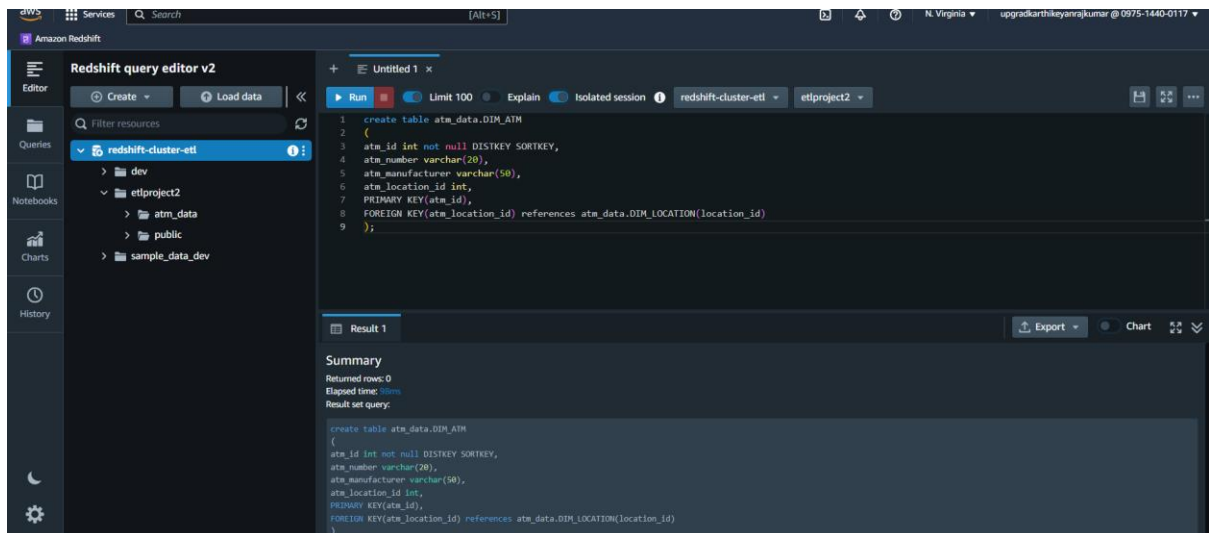 aws Services Search [Alt+S] N. Virginia upgradkarthikeyanrajkumar @ 0975-1440-0117
Amazon Redshift
Editor
Queries
Notebooks
Charts
History
Redshift query editor v2
Create Load data
Filter resources
redshift-cluster-etl
dev
etlproject2
atm_data
public
sample_data_dev
+ Untitled 1 ×
Run Limit 100 Explain Isolated session redshift-cluster-etl etlproject2
1 create table atm_data.DIM_ATM
2 (
3 atm_id int not null DISTKEY SORTKEY,
4 atm_number varchar(20),
5 atm_manufacturer varchar(50),
6 atm_location_id int,
7 PRIMARY KEY(atm_id),
8 FOREIGN KEY(atm_location_id) references atm_data.DIM_LOCATION(location_id)
9 );
Result 1 Export Chart
Summary
Returned rows: 0
Elapsed time: 98ms
Result set query:
create table atm_data.DIM_ATM
(
atm_id int not null DISTKEY SORTKEY,
atm_number varchar(20),
atm_manufacturer varchar(50),
atm_location_id int,
PRIMARY KEY(atm_id),
FOREIGN KEY(atm_location_id) references atm_data.DIM_LOCATION(location_id)
)